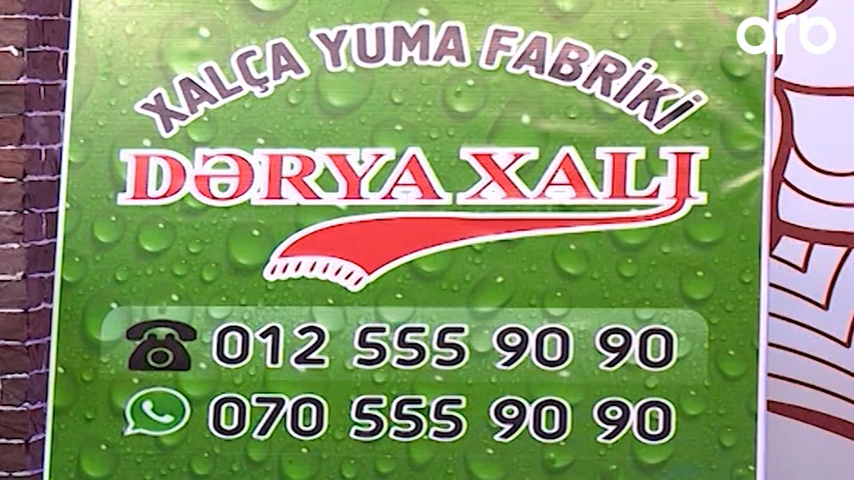 arb
XALÇA YUMA FABRİKİ
DƏRYA XALI
012 555 90 90
070 555 90 90